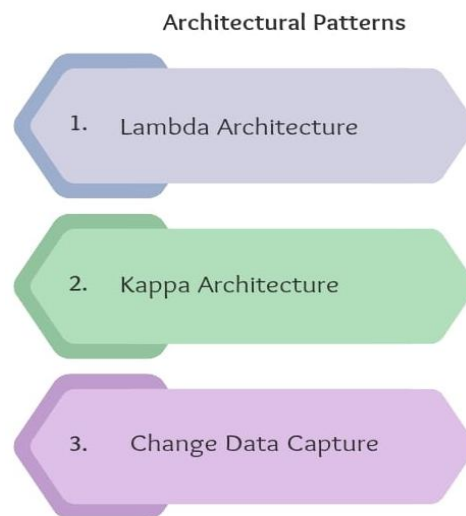 Architectural Patterns
1. Lambda Architecture
2. Kappa Architecture
3. Change Data Capture